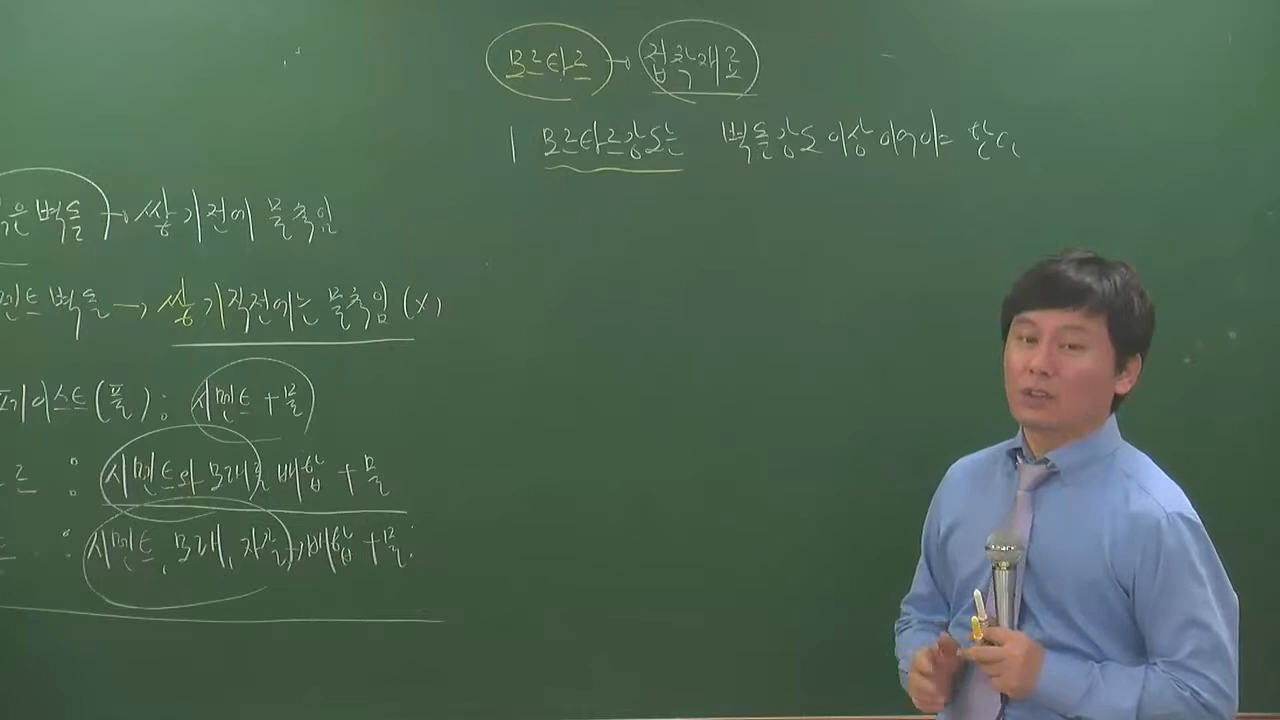 모르타르 → 접착재료
1 모르타르강도는 벽돌강도 이상 이어야 한다
은벽돌 → 쌓기전에 물축임
멘트벽돌 → 쌓기직전에는 물축임(X)
페이스트(풀) : 시멘트+물
르 : 시멘트와 모래를 배합 + 물
트 : 시멘트, 모래, 자갈 → 배합 + 물